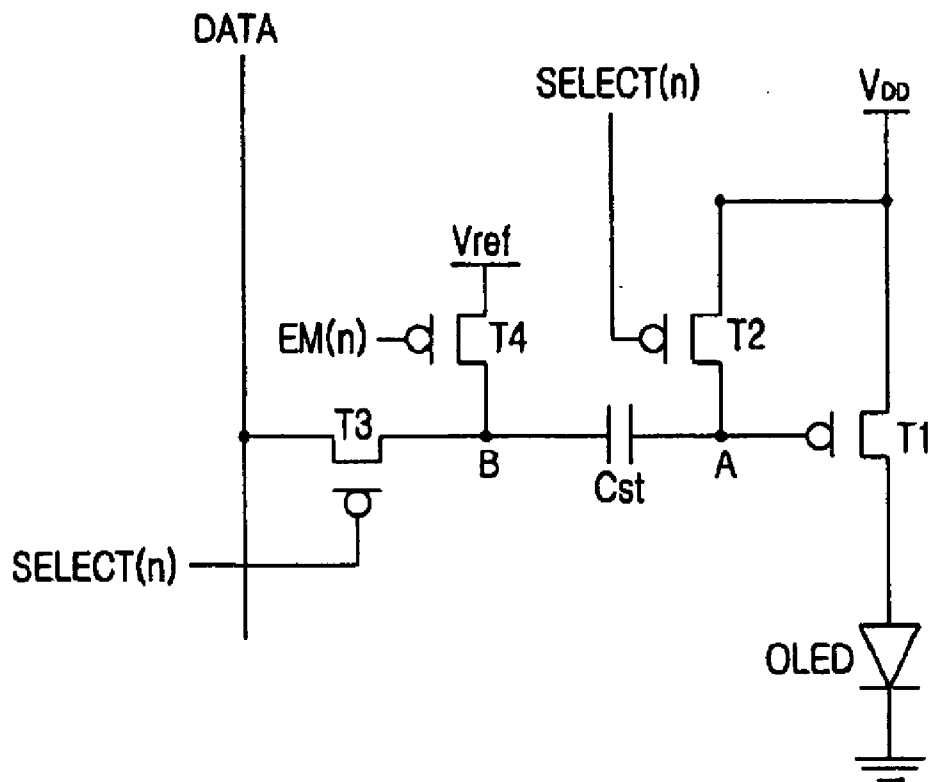 DATA
SELECT(n)
VDD
Vref
EM(n)
T4
T2
T3
T1
B
Cst
A
SELECT(n)
OLED